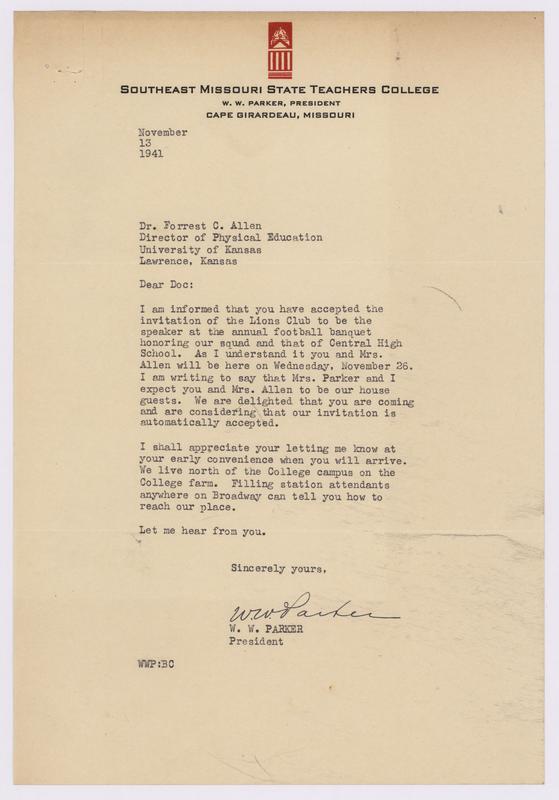 SOUTHEAST MISSOURI STATE TEACHERS COLLEGE
W. W. PARKER, PRESIDENT
CAPE GIRARDEAU, MISSOURI
November
13
1941
Dr. Forrest C. Allen
Director of Physical Education
University of Kansas
Lawrence, Kansas
Dear Doc:
I am informed that you have accepted the
invitation of the Lions Club to be the
speaker at the annual football banquet
honoring our squad and that of Central High
School. As I understand it you and Mrs.
Allen will be here on Wednesday, November 26.
I am writing to say that Mrs. Parker and I
expect you and Mrs. Allen to be our house
guests. We are delighted that you are coming
and are considering that our invitation is
automatically accepted.
I shall appreciate your letting me know at
your early convenience when you will arrive.
We live north of the College campus on the
College farm. Filling station attendants
anywhere on Broadway can tell you how to
reach our place.
Let me hear from you.
Sincerely yours,
W.W. Parker
W. W. PARKER
President
WWP:BC